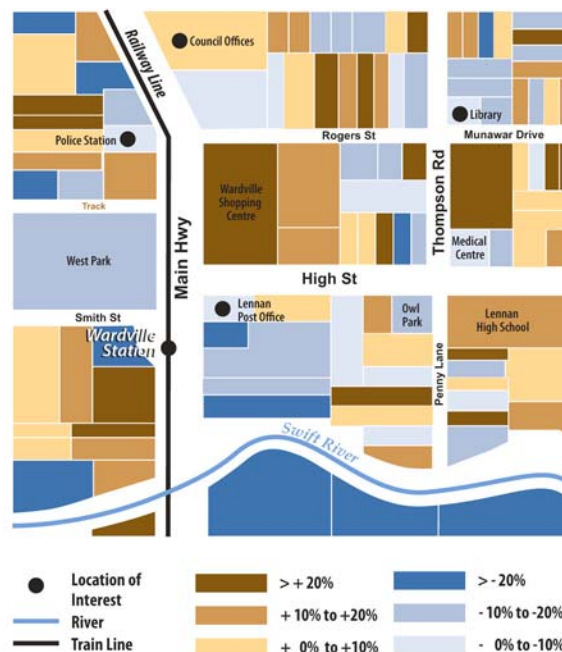 Railway Line
Council Offices
Library
Rogers St
Munawar Drive
Police Station
Track
Wardville
Shopping
Centre
Thompson Rd
Medical
Centre
West Park
Main Hwy
High St
Smith St
Lennan
Post Office
Owl
Park
Lennan
High School
Wardville
Station
Penny Lane
Swift River
Location of
Interest
River
Train Line
> + 20%
+ 10% to +20%
+ 0% to +10%
> - 20%
- 10% to -20%
- 0% to -10%